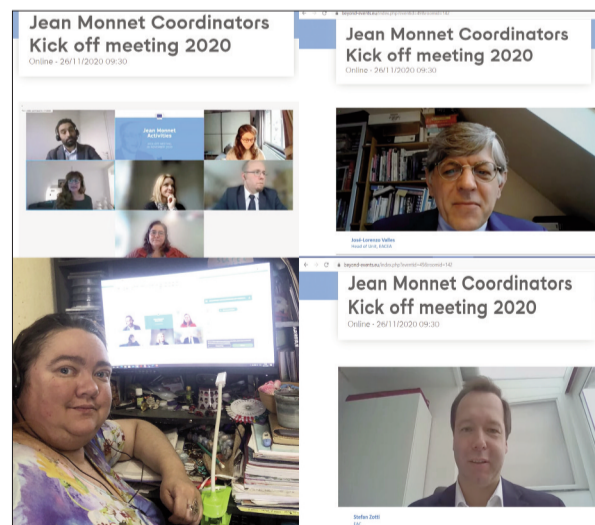 Jean Monnet Coordinators
Kick off meeting 2020
Online - 26/11/2020 09:30
Jean Monnet
Activities
Jean Monnet Coordinators
Kick off meeting 2020
Online - 26/11/2020 09:30
José-Lorenzo Valles
Head of Unit, EACEA
Jean Monnet Coordinators
Kick off meeting 2020
Online - 26/11/2020 09:30
Stefan Zotti
EAC